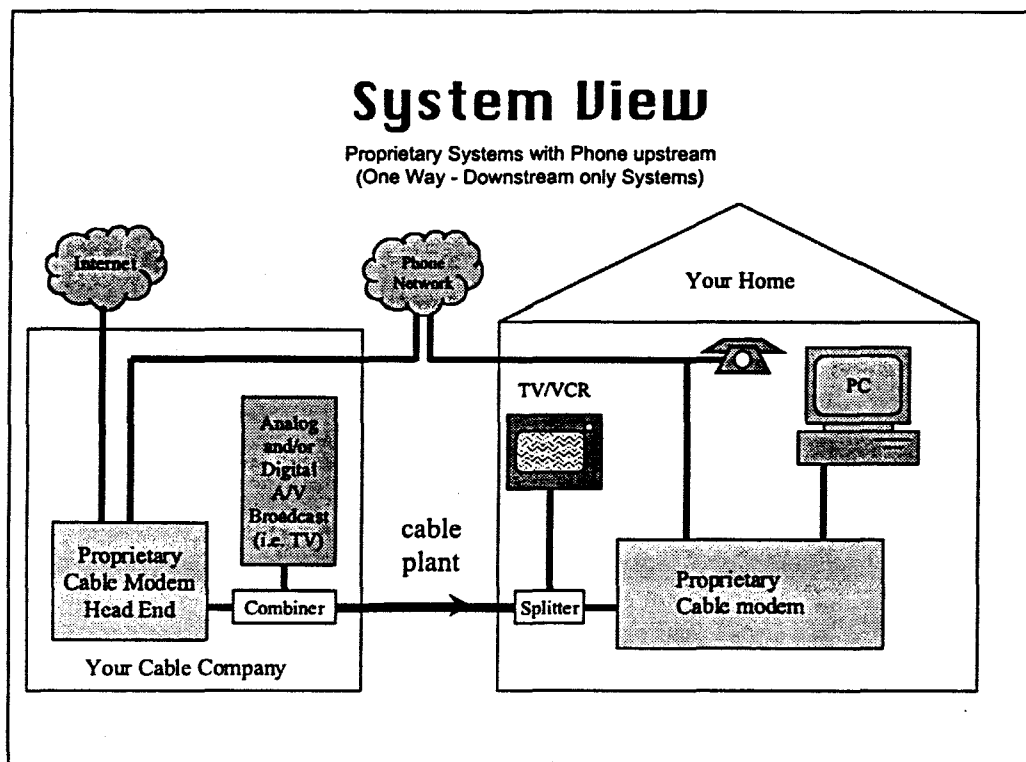 System View
Proprietary Systems with Phone upstream
(One Way - Downstream only Systems)
Internet
Phone
Network
Your Home
TV/VCR
PC
Analog
and/or
Digital
A/V
Broadcast
(i.e. TV)
cable
plant
Proprietary
Cable Modem
Head End
Combiner
Splitter
Proprietary
Cable modem
Your Cable Company